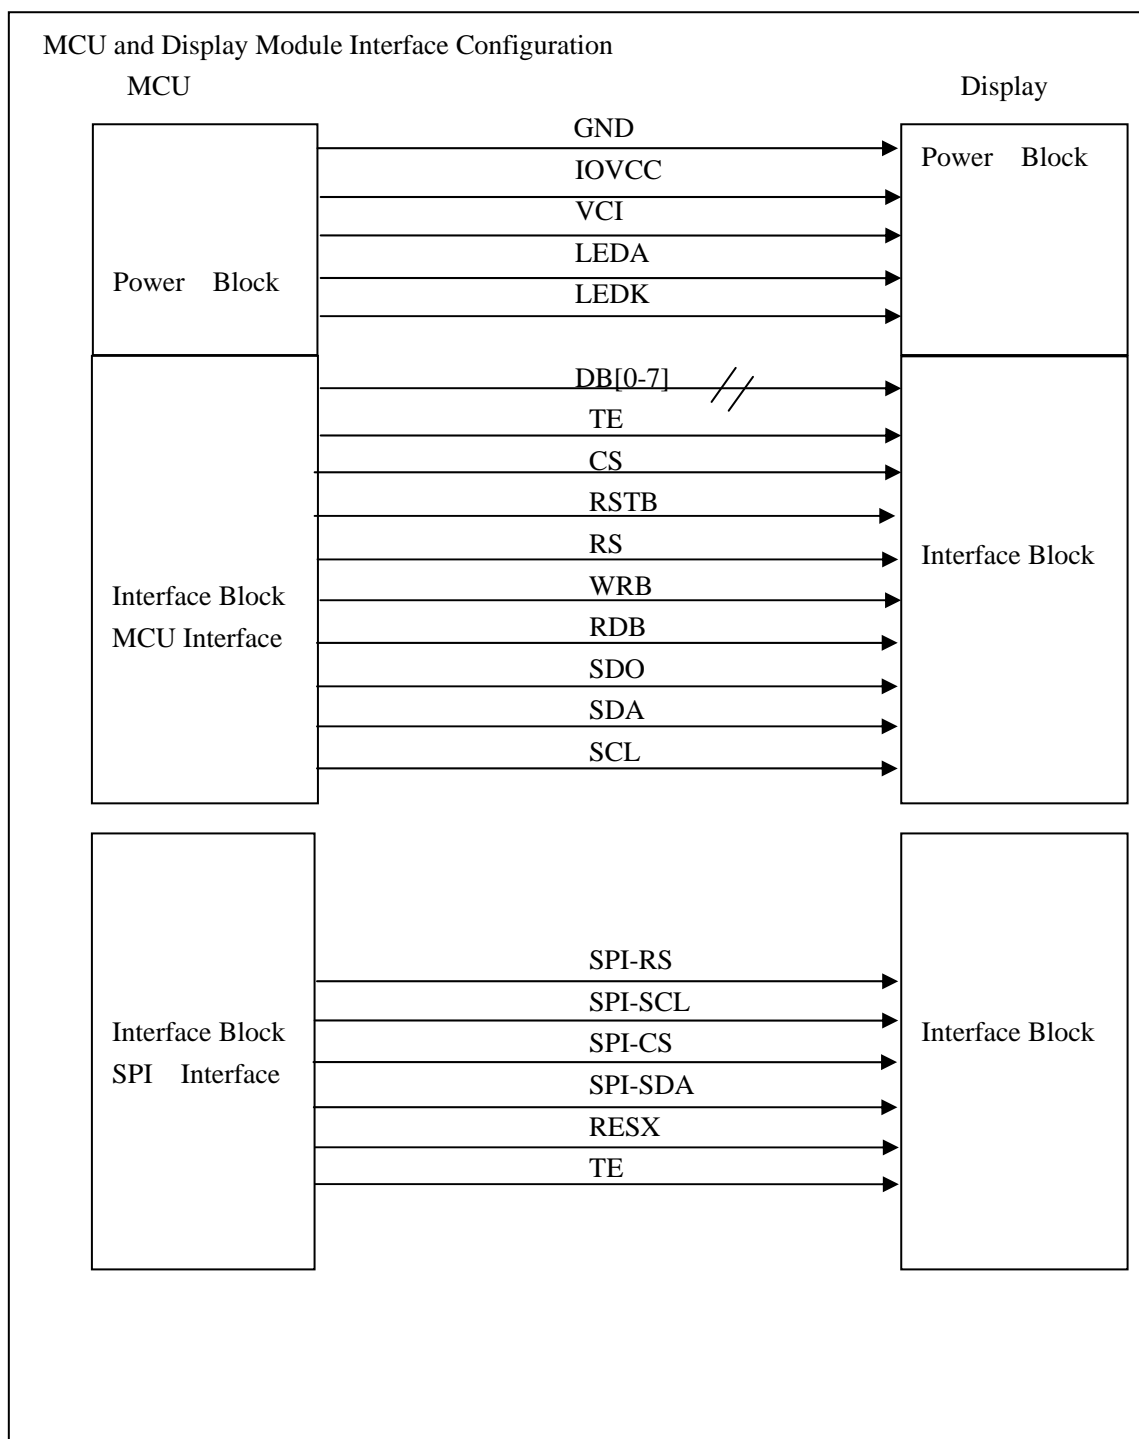 MCU and Display Module Interface Configuration
MCU Display
GND
Power Block
IOVCC
VCI
LEDA
Power Block
LEDK
DB[0-7]
TE
CS
RSTB
RS
Interface Block
WRB
Interface Block
RDB
MCU Interface
SDO
SDA
SCL
SPI-RS
SPI-SCL
Interface Block
Interface Block
SPI-CS
SPI Interface
SPI-SDA
RESX
TE